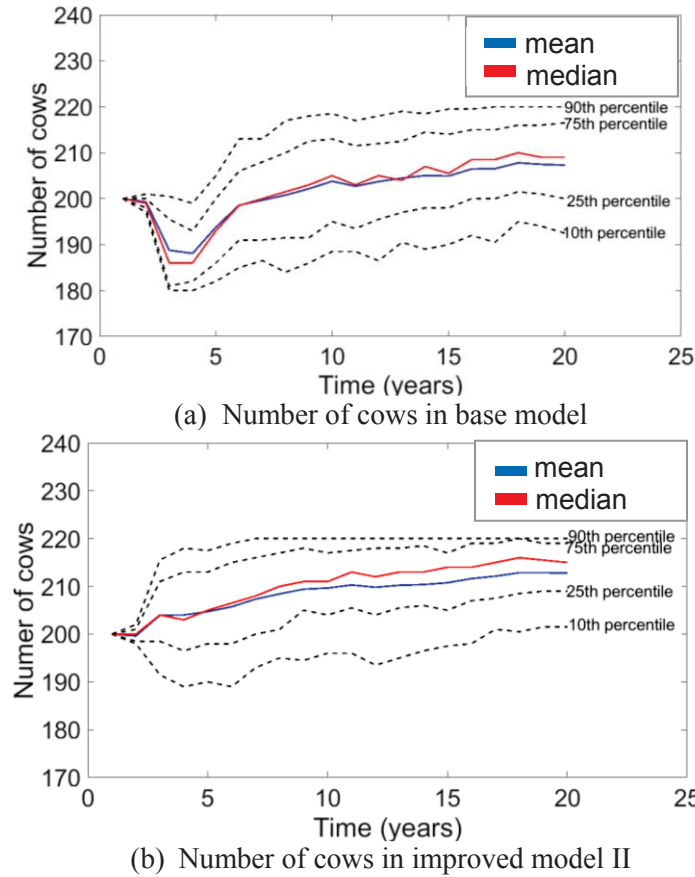 240
230
220
210
200
190
180
170
0
5
10
15
20
25
Number of cows
Time (years)
mean
median
90th percentile
75th percentile
25th percentile
10th percentile
(a) Number of cows in base model
240
230
220
210
200
190
180
170
0
5
10
15
20
25
Numer of cows
Time (years)
mean
median
90th percentile
75th percentile
25th percentile
10th percentile
(b) Number of cows in improved model II